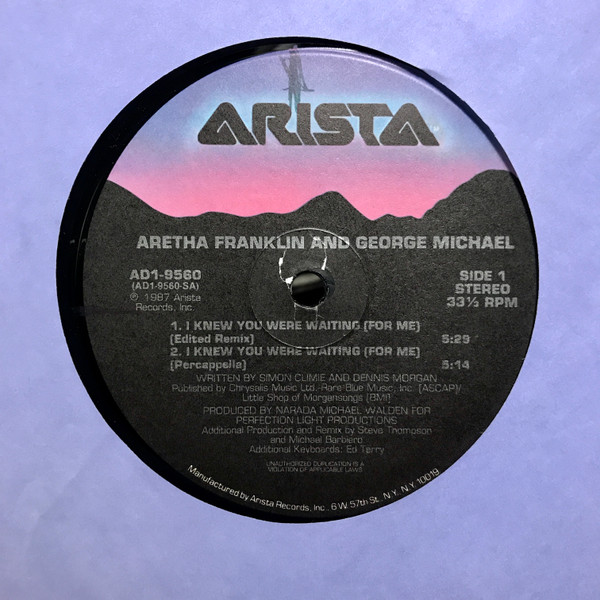 ARISTA
ARETHA FRANKLIN AND GEORGE MICHAEL
AD1-9560
(AD1-9560-SA)
℗ 1987 Arista
Records, Inc.
SIDE 1
STEREO
33⅓ RPM
1. I KNEW YOU WERE WAITING (FOR ME)
(Edited Remix) 5:29
2. I KNEW YOU WERE WAITING (FOR ME)
(Percappella) 5:14
WRITTEN BY SIMON CLIMIE AND DENNIS MORGAN,
Published by Chrysalis Music Ltd./Rare Blue Music, Inc. (ASCAP)/
Little Shop of Morgansongs (BMI)
PRODUCED BY NARADA MICHAEL WALDEN FOR
PERFECTION LIGHT PRODUCTIONS
Additional Production and Remix by Steve Thompson
and Michael Barbiero
Additional Keyboards: Ed Terry
UNAUTHORIZED DUPLICATION IS A
VIOLATION OF APPLICABLE LAWS
Manufactured by Arista Records, Inc. 6 W. 57th St., N.Y., N.Y. 10019